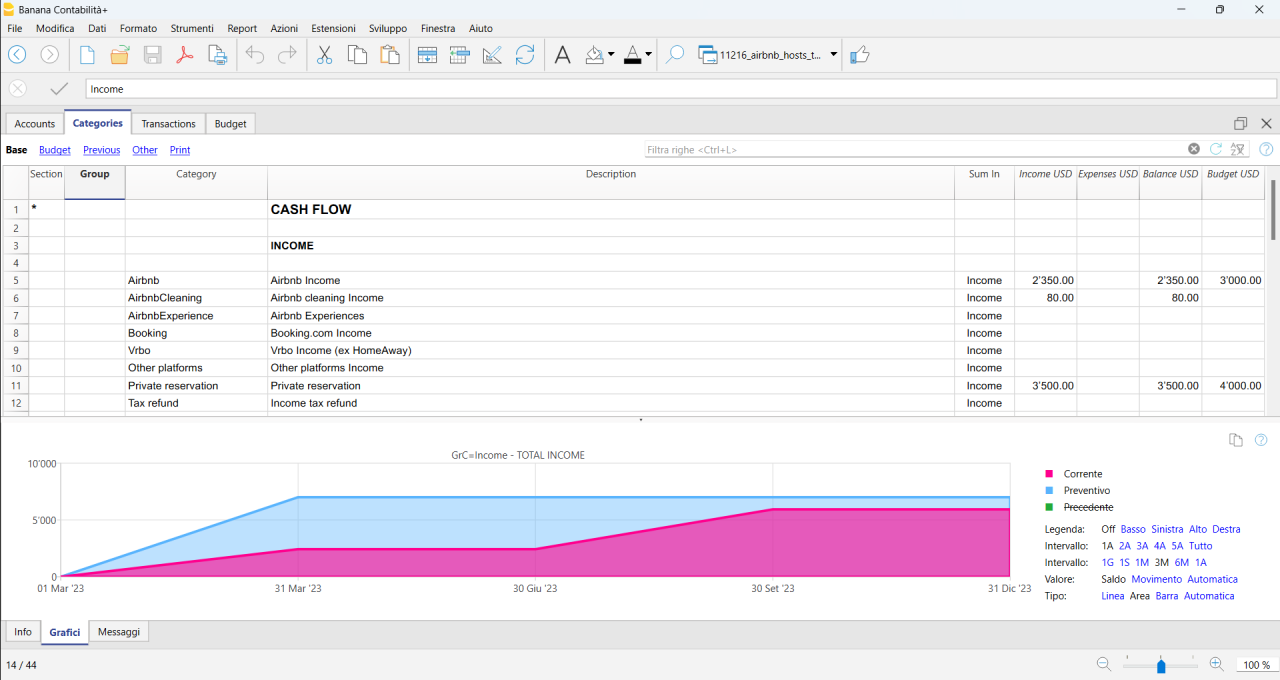 Banana Contabilità+
File Modifica Dati Formato Strumenti Report Azioni Estensioni Sviluppo Finestra Aiuto
11216_airbnb_hosts_t...
Income
Accounts Categories Transactions Budget
Base Budget Previous Other Print Filtra righe <Ctrl+L>
Section Group Category Description Sum In Income USD Expenses USD Balance USD Budget USD
1 * CASH FLOW
2
3 INCOME
4
5 Airbnb Airbnb Income Income 2'350.00 2'350.00 3'000.00
6 AirbnbCleaning Airbnb cleaning Income Income 80.00 80.00
7 AirbnbExperience Airbnb Experiences Income
8 Booking Booking.com Income Income
9 Vrbo Vrbo Income (ex HomeAway) Income
10 Other platforms Other platforms Income Income
11 Private reservation Private reservation Income 3'500.00 3'500.00 4'000.00
12 Tax refund Income tax refund Income
GrC=Income - TOTAL INCOME
10'000
5'000
0
01 Mar '23 31 Mar '23 30 Giu '23 30 Set '23 31 Dic '23
Corrente
Preventivo
Precedente
Legenda: Off Basso Sinistra Alto Destra
Intervallo: 1A 2A 3A 4A 5A Tutto
Intervallo: 1G 1S 1M 3M 6M 1A
Valore: Saldo Movimento Automatica
Tipo: Linea Area Barra Automatica
Info Grafici Messaggi
14 / 44 100 %